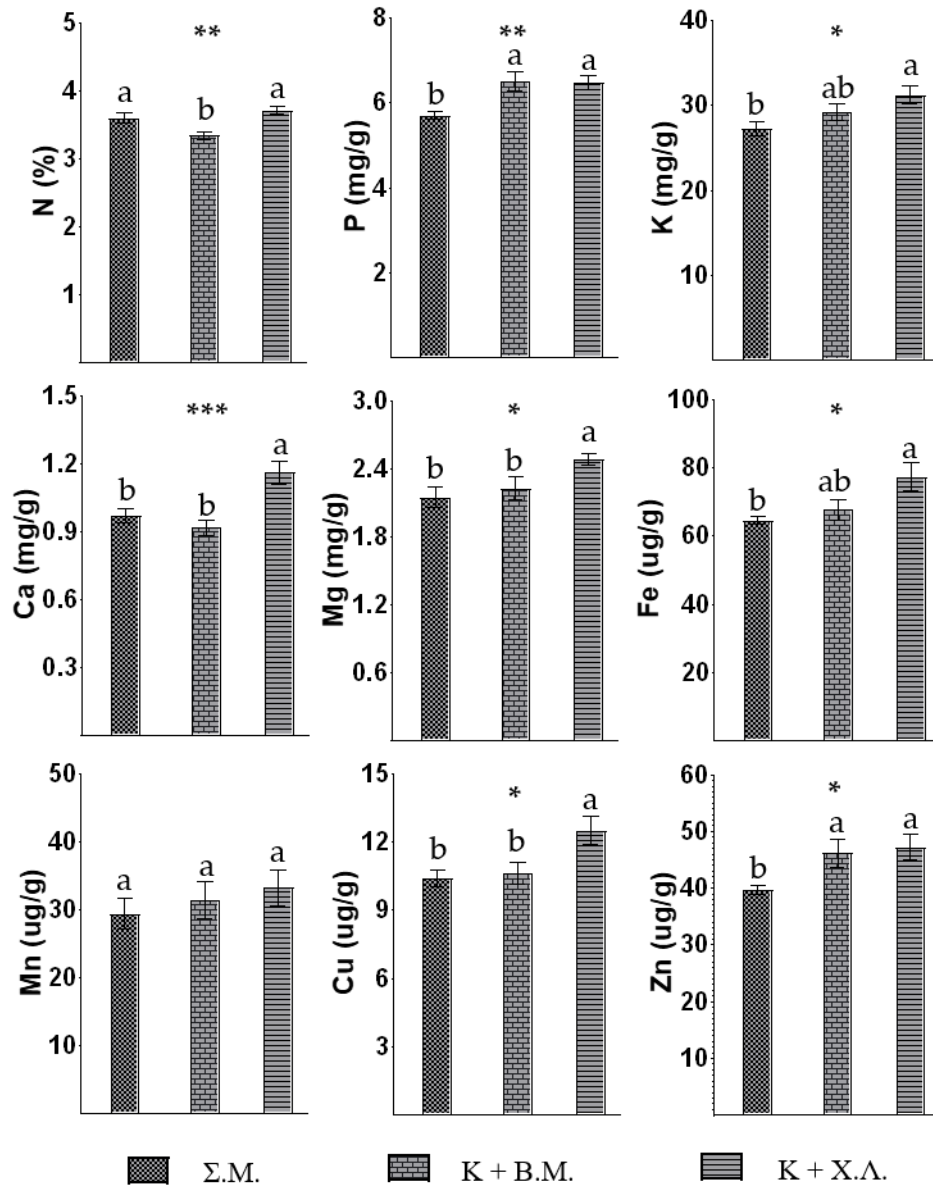 N (%)
5
4
3
2
1
**
a
b
a
P (mg/g)
8
6
4
2
**
b
a
a
K (mg/g)
40
30
20
10
*
b
ab
a
Ca (mg/g)
1.5
1.2
0.9
0.6
0.3
***
b
b
a
Mg (mg/g)
3.0
2.4
1.8
1.2
0.6
*
b
b
a
Fe (ug/g)
100
80
60
40
20
*
b
ab
a
Mn (ug/g)
50
40
30
20
10
a
a
a
Cu (ug/g)
15
12
9
6
3
*
b
b
a
Zn (ug/g)
60
50
40
30
20
10
*
b
a
a
Σ.Μ.
Κ + Β.Μ.
Κ + Χ.Λ.